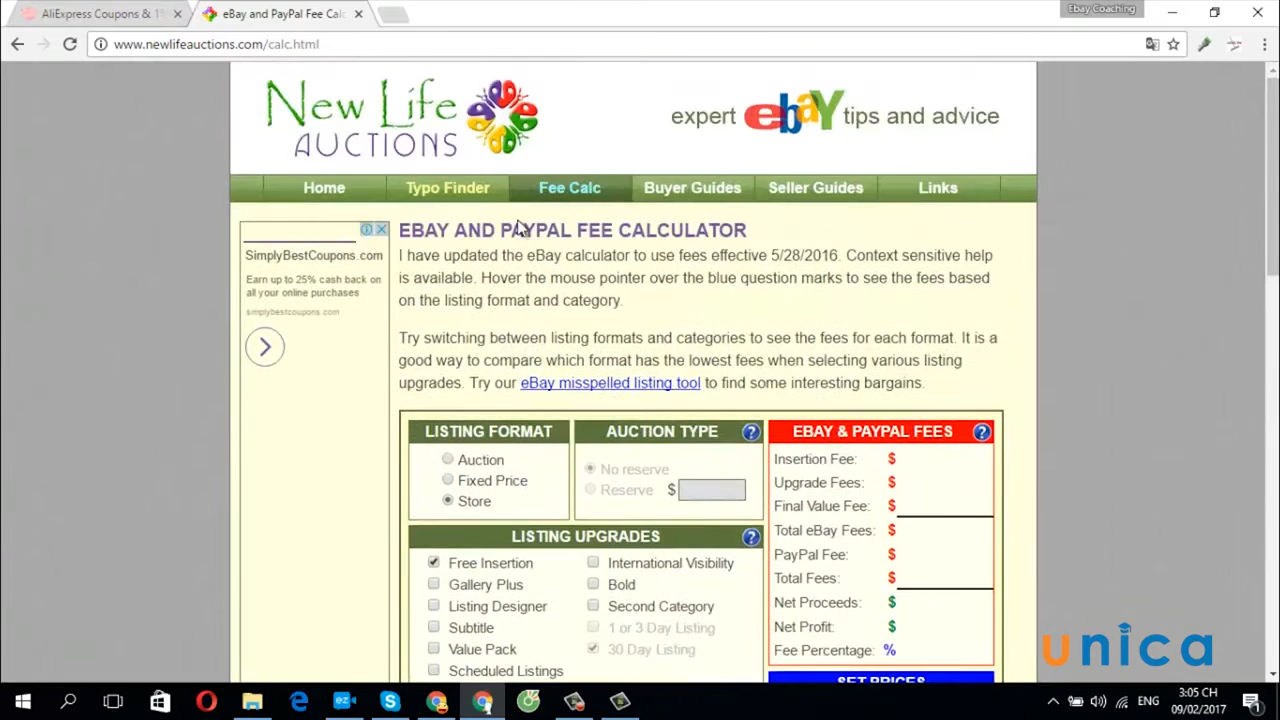 AliExpress Coupons & 1
eBay and PayPal Fee Calc
Ebay Coaching
www.newlifeauctions.com/calc.html
New Life
AUCTIONS
expert ebaY tips and advice
Home
Typo Finder
Fee Calc
Buyer Guides
Seller Guides
Links
SimplyBestCoupons.com
Earn up to 25% cash back on
all your online purchases
simplybestcoupons.com
EBAY AND PAYPAL FEE CALCULATOR
I have updated the eBay calculator to use fees effective 5/28/2016. Context sensitive help
is available. Hover the mouse pointer over the blue question marks to see the fees based
on the listing format and category.
Try switching between listing formats and categories to see the fees for each format. It is a
good way to compare which format has the lowest fees when selecting various listing
upgrades. Try our eBay misspelled listing tool to find some interesting bargains.
LISTING FORMAT
Auction
Fixed Price
Store
AUCTION TYPE ?
No reserve
Reserve $
LISTING UPGRADES ?
Free Insertion
International Visibility
Gallery Plus
Bold
Listing Designer
Second Category
Subtitle
1 or 3 Day Listing
Value Pack
30 Day Listing
Scheduled Listings
EBAY & PAYPAL FEES ?
Insertion Fee: $
Upgrade Fees: $
Final Value Fee: $
Total eBay Fees: $
PayPal Fee: $
Total Fees: $
Net Proceeds: $
Net Profit: $
Fee Percentage: %
SET PRICES
unica
ENG
3:05 CH
09/02/2017